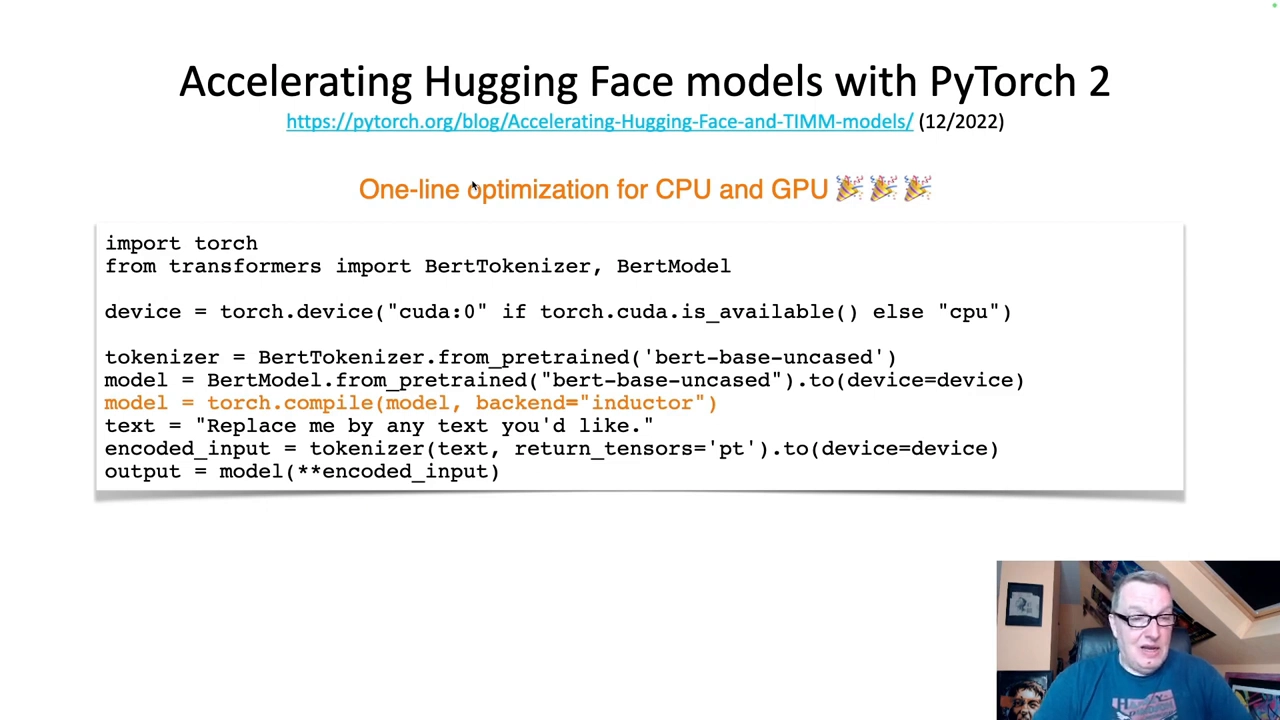 Accelerating Hugging Face models with PyTorch 2
https://pytorch.org/blog/Accelerating-Hugging-Face-and-TIMM-models/ (12/2022)
One-line optimization for CPU and GPU 🎉 🎉 🎉
import torch
from transformers import BertTokenizer, BertModel
device = torch.device("cuda:0" if torch.cuda.is_available() else "cpu")
tokenizer = BertTokenizer.from_pretrained('bert-base-uncased')
model = BertModel.from_pretrained("bert-base-uncased").to(device=device)
model = torch.compile(model, backend="inductor")
text = "Replace me by any text you'd like."
encoded_input = tokenizer(text, return_tensors='pt').to(device=device)
output = model(**encoded_input)